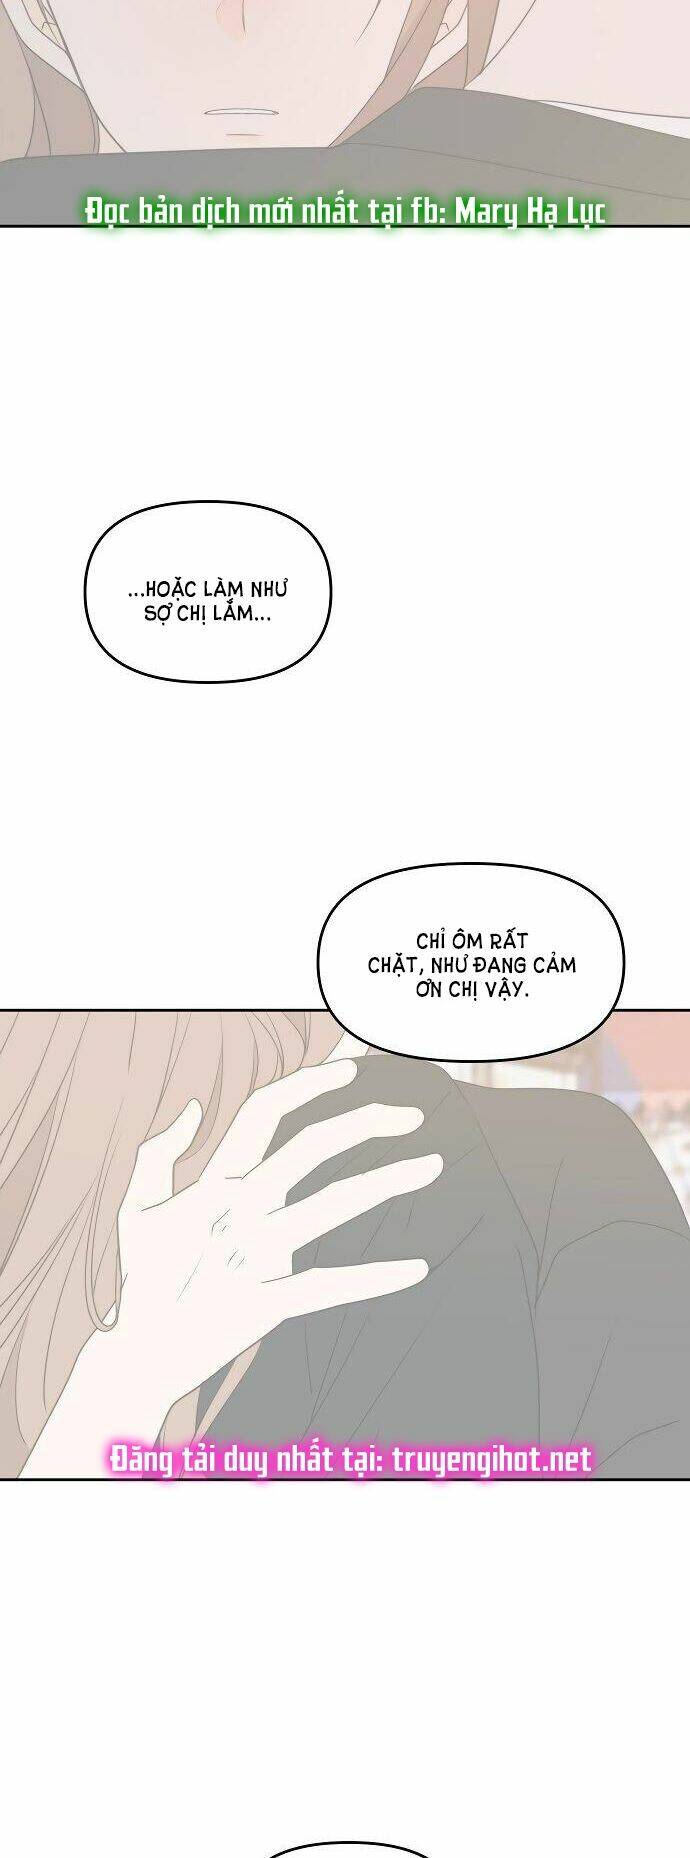 Đọc bản dịch mới nhất tại fb: Mary Hạ Lục
...HOẶC LÀM NHƯ
SỢ CHỊ LẮM...
CHỈ ÔM RẤT
CHẶT, NHƯ ĐANG CẢM
ƠN CHỊ VẬY.
Đăng tải duy nhất tại: truyengihot.net